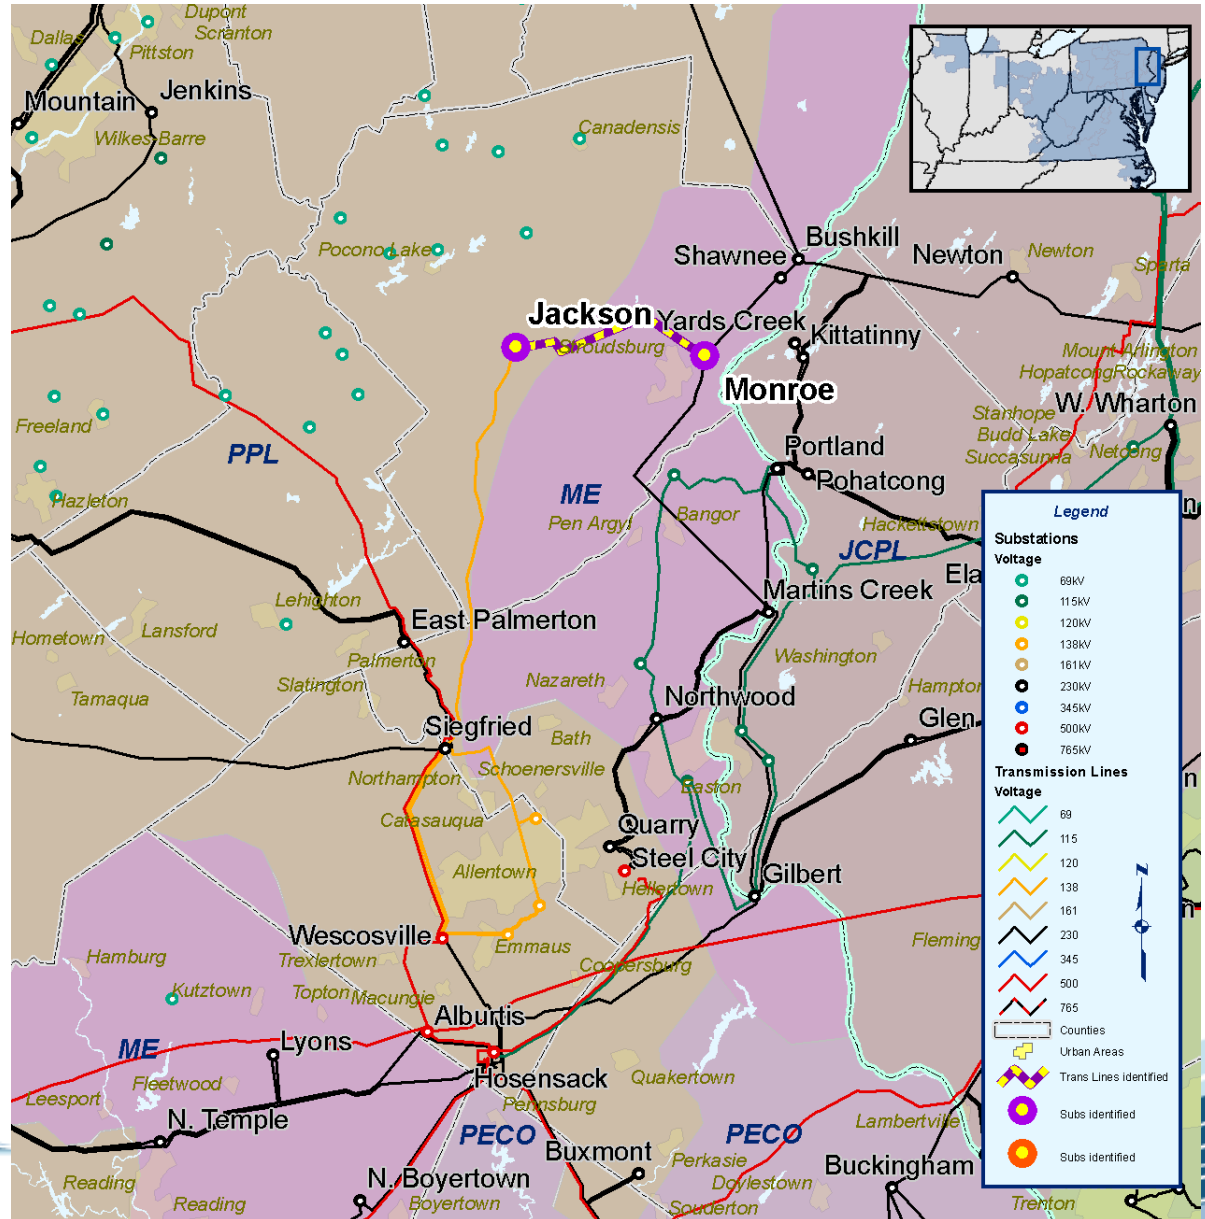 Dupont
Scranton
Dallas
Pittston
Mountain
Jenkins
Wilkes Barre
Canadensis
Pocono Lake
Shawnee
Bushkill
Newton
Newton
Sparta
Jackson
Yards Creek
Kittatinny
Stroudsburg
Mount Arlington
Hopatcong
Rockaway
Monroe
W. Wharton
Stanhope
Budd Lake
Succasunna
Netcong
Freeland
PPL
Portland
Pohatcong
Hazleton
ME
Pen Argyl
Bangor
Hackettstown
JCPL
n
Ela
Martins Creek
Lehighton
East Palmerton
Hometown
Lansford
Palmerton
Washington
Slatington
Nazareth
Tamaqua
Northwood
Hampton
Glen
Siegfried
Bath
Schoenersville
Northampton
Easton
n
Catasauqua
Quarry
Steel City
Allentown
Hellertown
Gilbert
n
Wescosville
Emmaus
Fleming
Hamburg
Trexlertown
Coopersburg
Kutztown
Topton
Macungie
Alburtis
ME
Lyons
Fleetwood
Hosensack
Quakertown
Leesport
Pennsburg
N. Temple
PECO
PECO
Lambertville
Buxmont
Perkasie
Buckingham
Reading
Reading
N. Boyertown
Boyertown
Doylestown
Souderton
Trenton
Legend
Substations
Voltage
69kV
115kV
120kV
138kV
161kV
230kV
345kV
500kV
765kV
Transmission Lines
Voltage
69
115
120
138
161
230
345
500
765
Counties
Urban Areas
Trans Lines identified
Subs identified
Subs identified
N